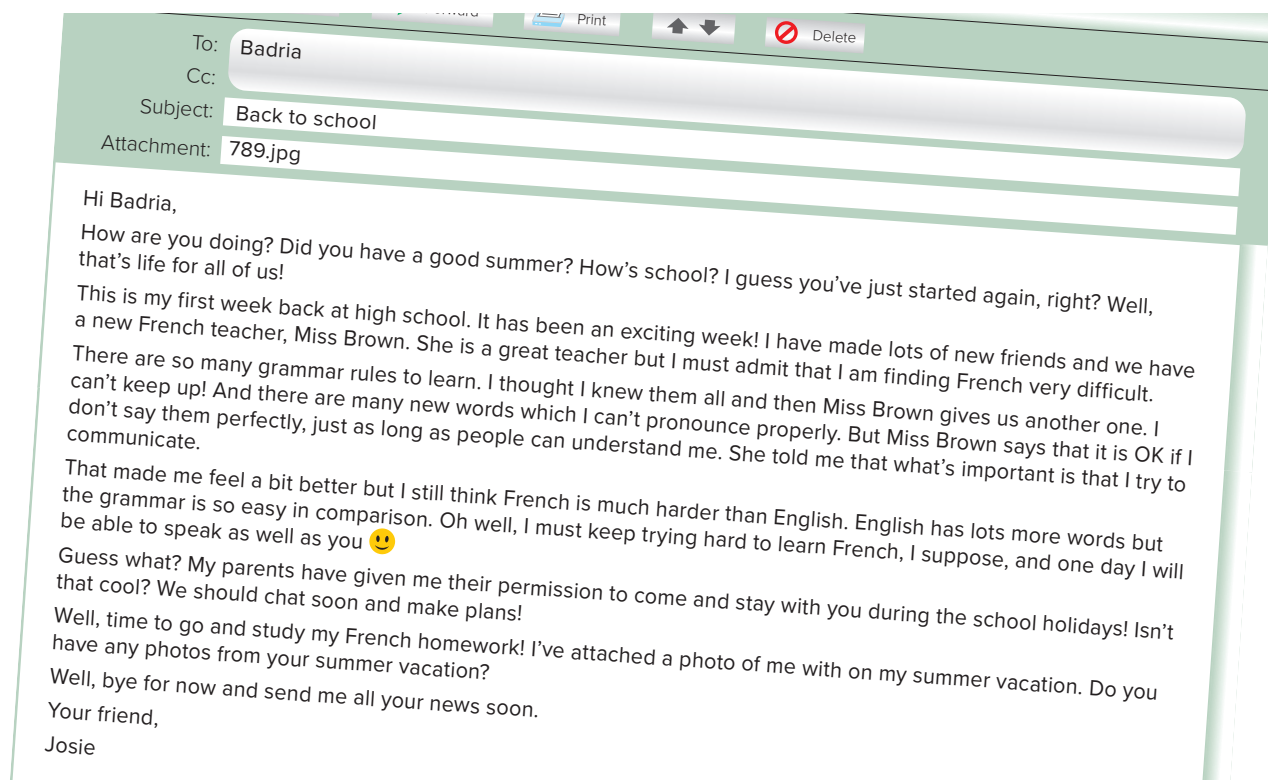 Print
Delete
To: Badria
Cc:
Subject: Back to school
Attachment: 789.jpg
Hi Badria,
How are you doing? Did you have a good summer? How's school? I guess you've just started again, right? Well,
that's life for all of us!
This is my first week back at high school. It has been an exciting week! I have made lots of new friends and we have
a new French teacher, Miss Brown. She is a great teacher but I must admit that I am finding French very difficult.
There are so many grammar rules to learn. I thought I knew them all and then Miss Brown gives us another one. I
can't keep up! And there are many new words which I can't pronounce properly. But Miss Brown says that it is OK if I
don't say them perfectly, just as long as people can understand me. She told me that what's important is that I try to
communicate.
That made me feel a bit better but I still think French is much harder than English. English has lots more words but
the grammar is so easy in comparison. Oh well, I must keep trying hard to learn French, I suppose, and one day I will
be able to speak as well as you 🙂
Guess what? My parents have given me their permission to come and stay with you during the school holidays! Isn't
that cool? We should chat soon and make plans!
Well, time to go and study my French homework! I've attached a photo of me with on my summer vacation. Do you
have any photos from your summer vacation?
Well, bye for now and send me all your news soon.
Your friend,
Josie